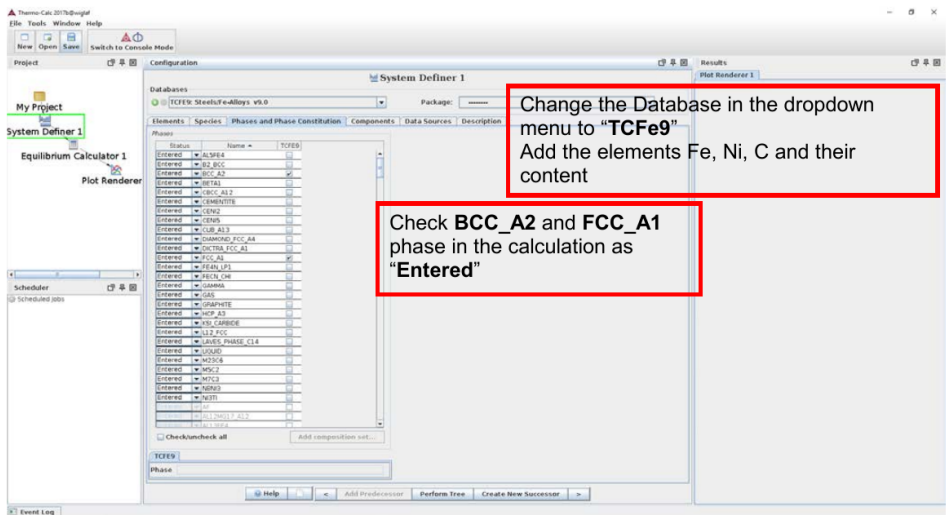 Thermo-Calc 2017b@wiglaf
File Tools Window Help
New Open Save Switch to Console Mode
Project
Configuration
Results
System Definer 1
Plot Renderer 1
Databases
TCFE9: Steels/Fe-Alloys v9.0
Package: --------
Elements Species Phases and Phase Constitution Components Data Sources Description
My Project
System Definer 1
Equilibrium Calculator 1
Plot Renderer
Change the Database in the dropdown
menu to “TCFe9”
Add the elements Fe, Ni, C and their
content
Check BCC_A2 and FCC_A1
phase in the calculation as
“Entered”
Phases
Status Name TCFE9
Entered AL5FE4
Entered B2_BCC
Entered BCC_A2
Entered BETA1
Entered CBCC_A12
Entered CEMENTITE
Entered CENI2
Entered CENI5
Entered CUB_A13
Entered DIAMOND_FCC_A4
Entered DICTRA_FCC_A1
Entered FCC_A1
Entered FE4N_LP1
Entered FECN_CHI
Entered GAMMA
Entered GAS
Entered GRAPHITE
Entered HCP_A3
Entered KSI_CARBIDE
Entered L12_FCC
Entered LAVES_PHASE_C14
Entered LIQUID
Entered M23C6
Entered M5C2
Entered M7C3
Entered NBNI3
Entered NI3TI
Check/uncheck all
Add composition set...
Scheduler
Scheduled Jobs
TCFE9
Phase
Help < Add Predecessor Perform Tree Create New Successor >
Event Log